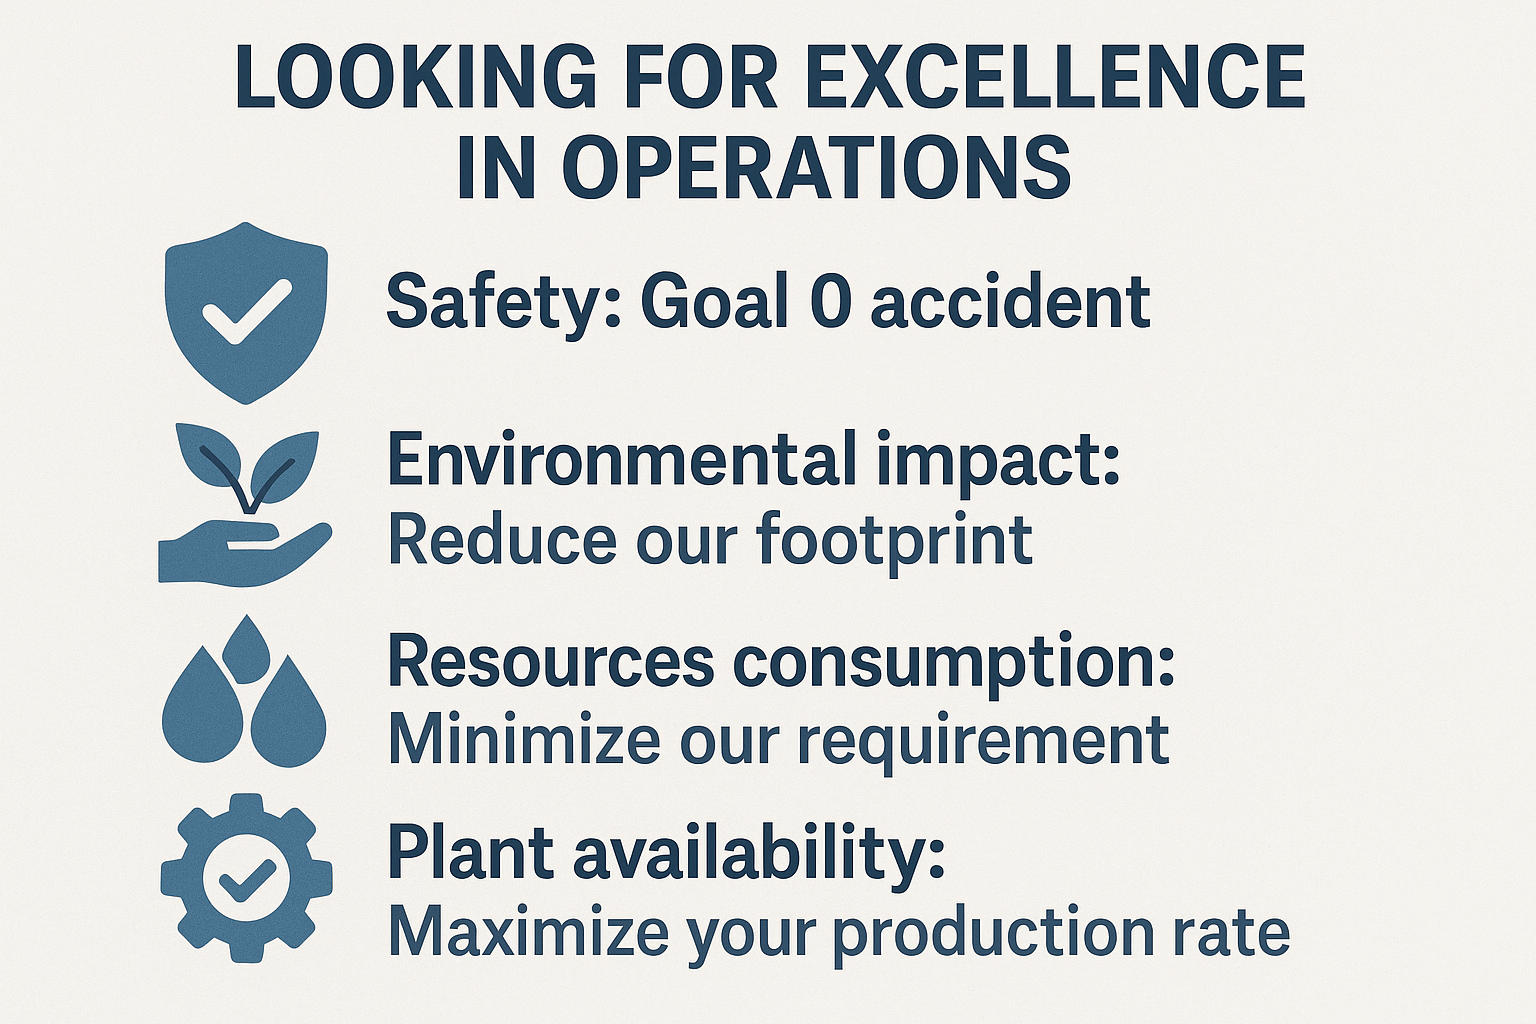 LOOKING FOR EXCELLENCE
IN OPERATIONS
Safety: Goal 0 accident
Environmental impact:
Reduce our footprint
Resources consumption:
Minimize our requirement
Plant availability:
Maximize your production rate